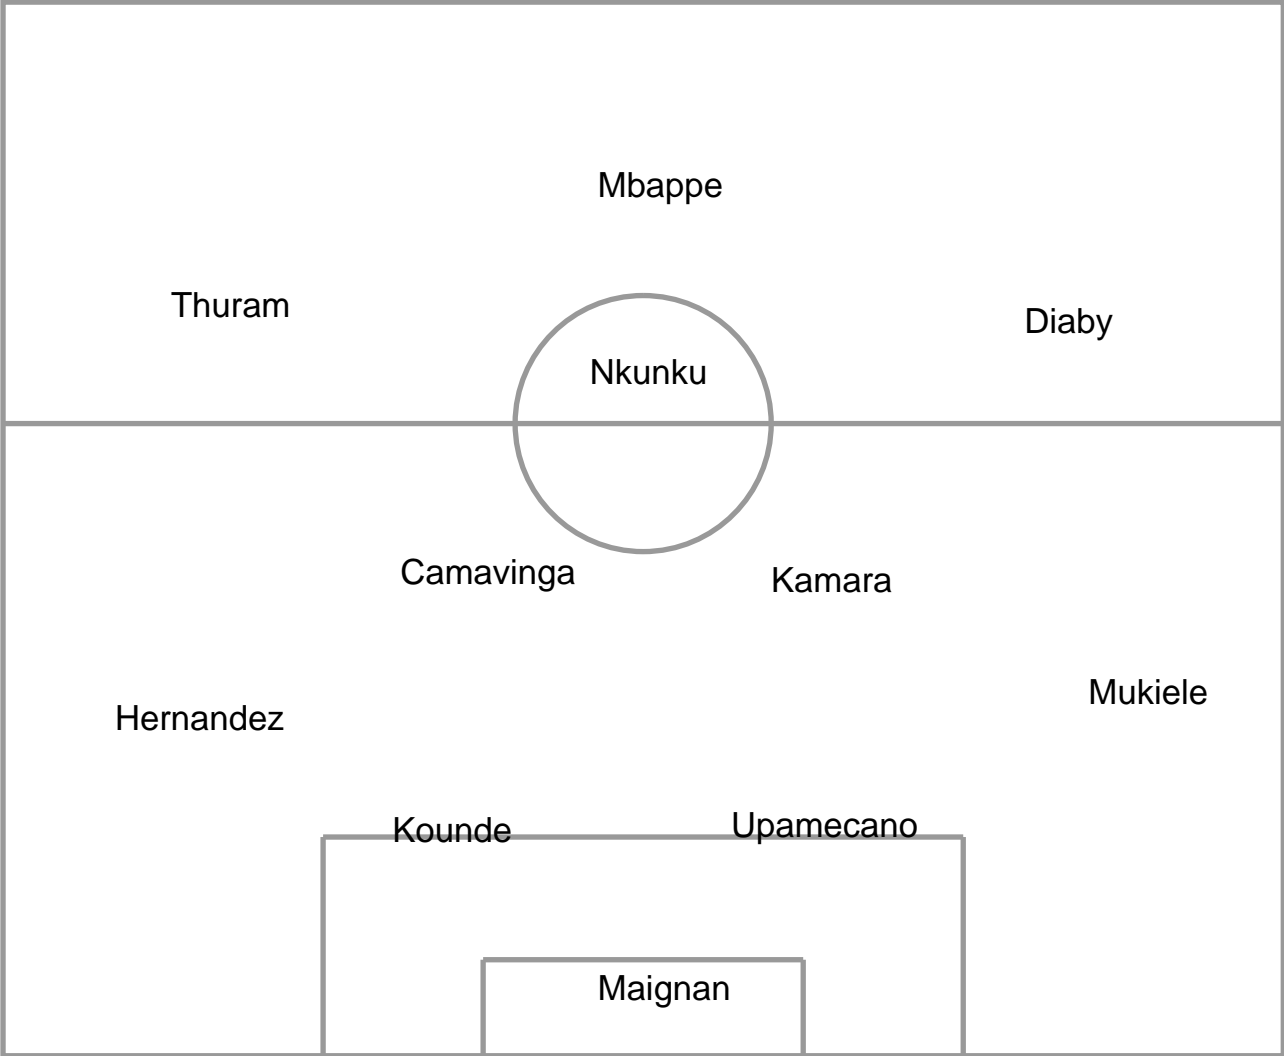 Mbappe
Thuram
Diaby
Nkunku
Camavinga
Kamara
Hernandez
Mukiele
Kounde
Upamecano
Maignan